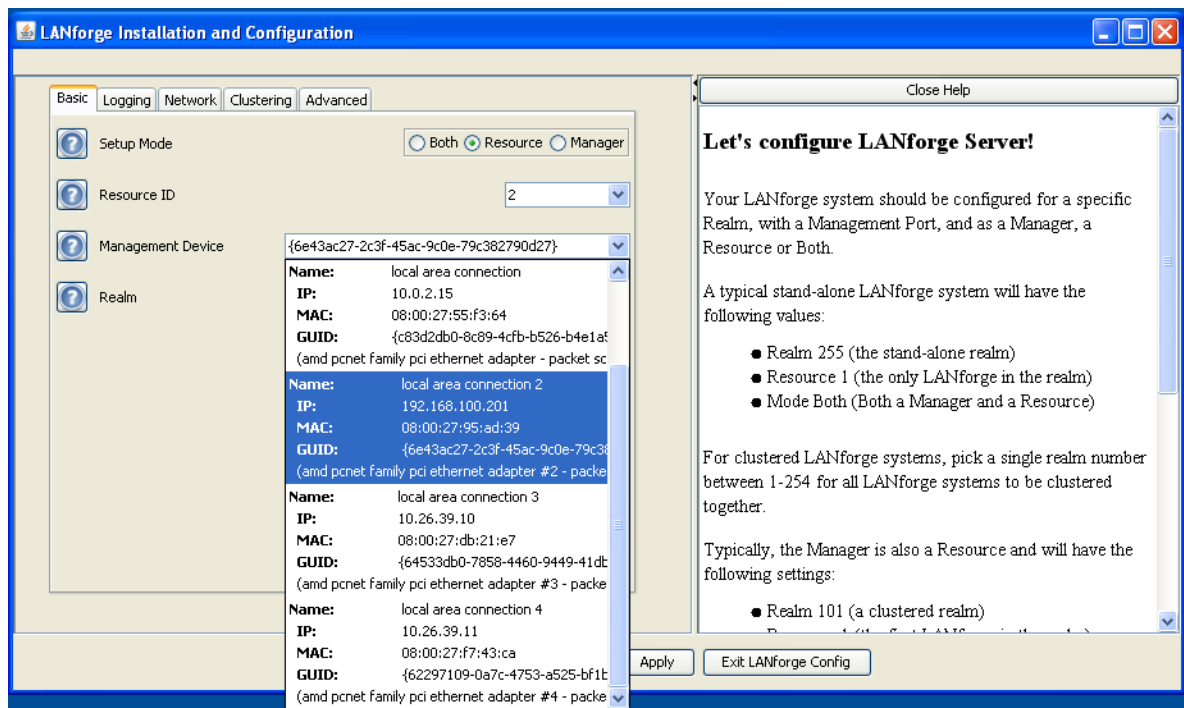 LANforge Installation and Configuration
Basic Logging Network Clustering Advanced
Setup Mode
Both Resource Manager
Resource ID
2
Management Device
{6e43ac27-2c3f-45ac-9c0e-79c382790d27}
Realm
Name: local area connection
IP: 10.0.2.15
MAC: 08:00:27:55:f3:64
GUID: {c83d2db0-8c89-4cfb-b526-b4e1a5
(amd pcnet family pci ethernet adapter - packet sc
Name: local area connection 2
IP: 192.168.100.201
MAC: 08:00:27:95:ad:39
GUID: {6e43ac27-2c3f-45ac-9c0e-79c38
(amd pcnet family pci ethernet adapter #2 - packe
Name: local area connection 3
IP: 10.26.39.10
MAC: 08:00:27:db:21:e7
GUID: {64533db0-7858-4460-9449-41db
(amd pcnet family pci ethernet adapter #3 - packe
Name: local area connection 4
IP: 10.26.39.11
MAC: 08:00:27:f7:43:ca
GUID: {62297109-0a7c-4753-a525-bf1b
(amd pcnet family pci ethernet adapter #4 - packe
Apply
Exit LANforge Config
Close Help
Let's configure LANforge Server!
Your LANforge system should be configured for a specific
Realm, with a Management Port, and as a Manager, a
Resource or Both.
A typical stand-alone LANforge system will have the
following values:
● Realm 255 (the stand-alone realm)
● Resource 1 (the only LANforge in the realm)
● Mode Both (Both a Manager and a Resource)
For clustered LANforge systems, pick a single realm number
between 1-254 for all LANforge systems to be clustered
together.
Typically, the Manager is also a Resource and will have the
following settings:
● Realm 101 (a clustered realm)